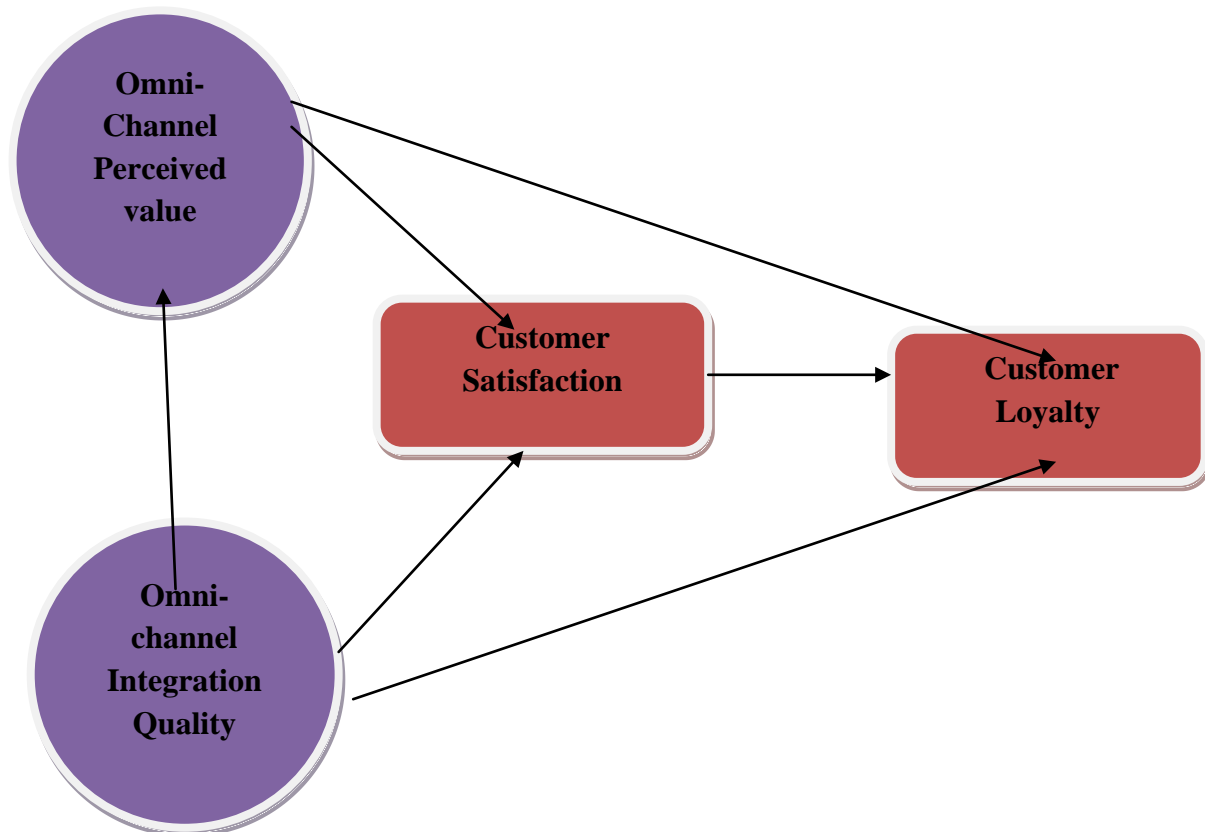 Omni-
Channel
Perceived
value
Customer
Satisfaction
Customer
Loyalty
Omni-
channel
Integration
Quality